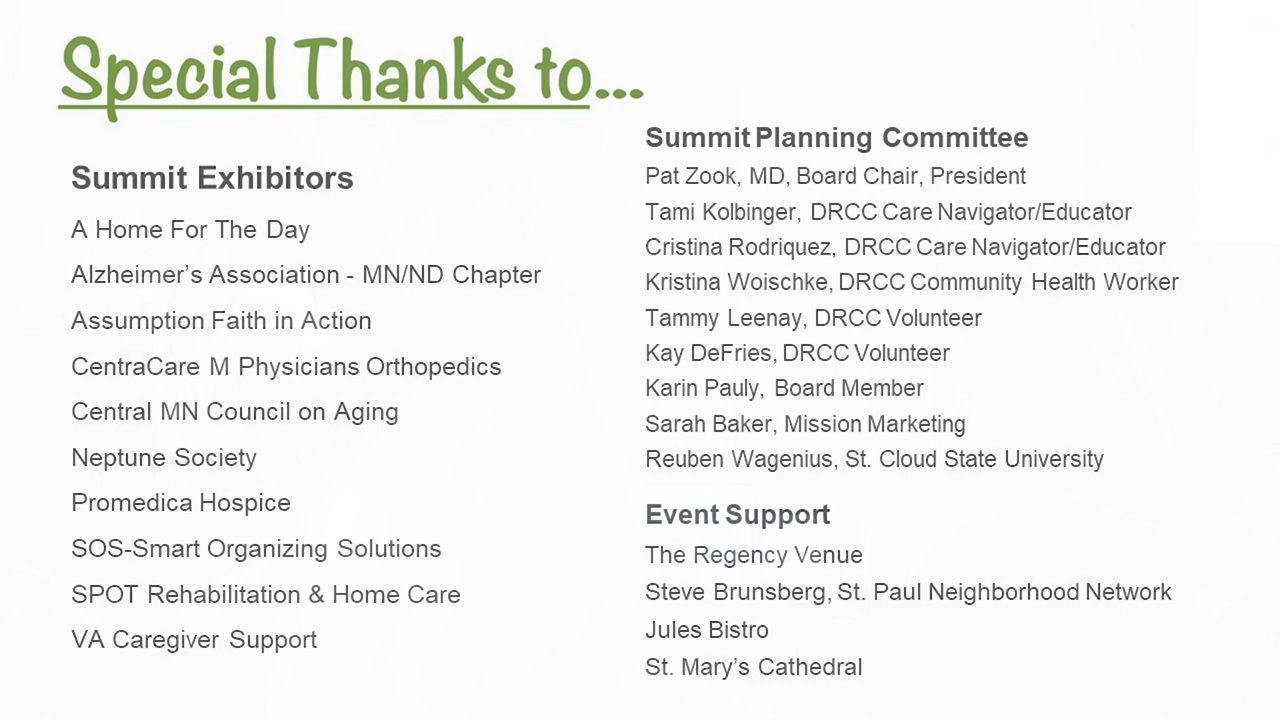 Special Thanks to...
Summit Exhibitors
A Home For The Day
Alzheimer’s Association - MN/ND Chapter
Assumption Faith in Action
CentraCare M Physicians Orthopedics
Central MN Council on Aging
Neptune Society
Promedica Hospice
SOS-Smart Organizing Solutions
SPOT Rehabilitation & Home Care
VA Caregiver Support
Summit Planning Committee
Pat Zook, MD, Board Chair, President
Tami Kolbinger, DRCC Care Navigator/Educator
Cristina Rodriquez, DRCC Care Navigator/Educator
Kristina Woischke, DRCC Community Health Worker
Tammy Leenay, DRCC Volunteer
Kay DeFries, DRCC Volunteer
Karin Pauly, Board Member
Sarah Baker, Mission Marketing
Reuben Wagenius, St. Cloud State University
Event Support
The Regency Venue
Steve Brunsberg, St. Paul Neighborhood Network
Jules Bistro
St. Mary’s Cathedral